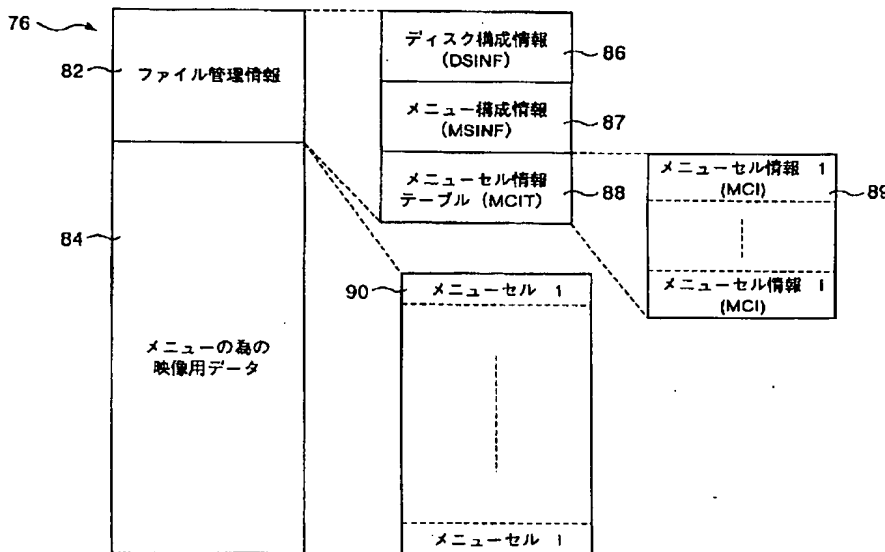 76
82
ファイル管理情報
ディスク構成情報
(DSINF)
86
メニュー構成情報
(MSINF)
87
メニューセル情報
テーブル (MCIT)
88
メニューセル情報 1
(MCI)
89
メニューセル情報 i
(MCI)
84
メニューの為の
映像用データ
90
メニューセル 1
メニューセル i